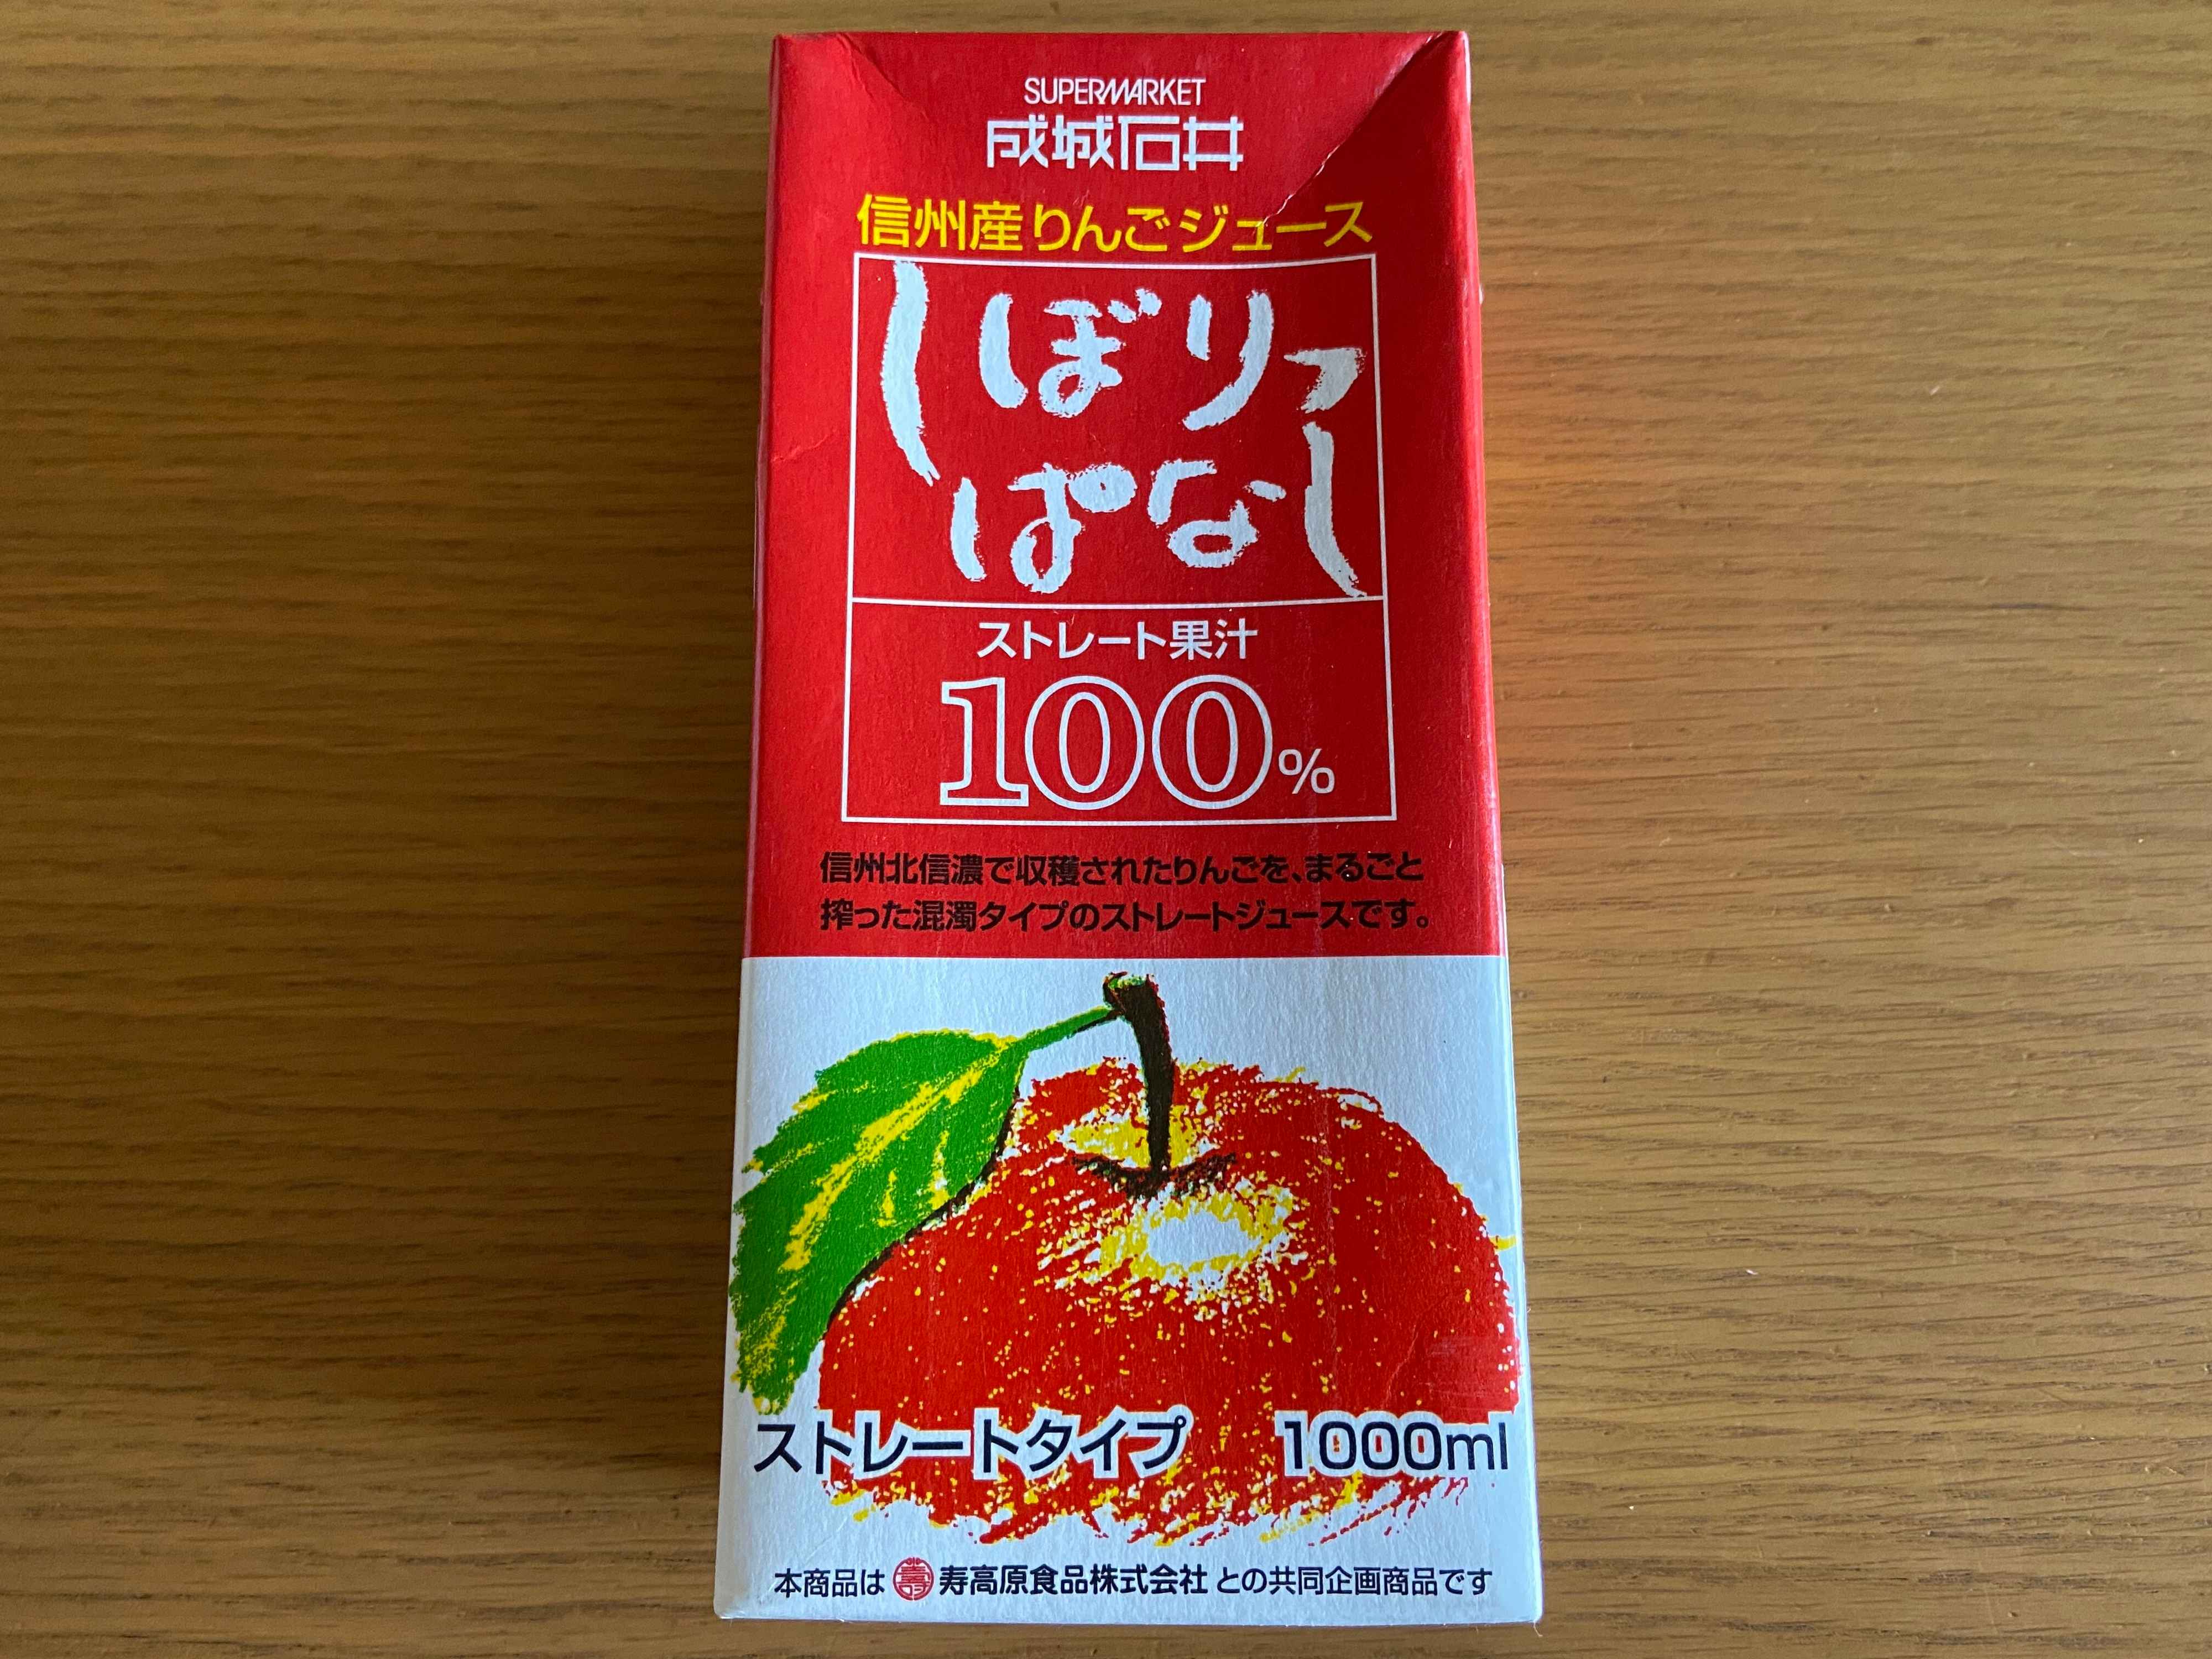 SUPERMARKET
成城石井
信州産りんごジュース
しぼりっ
ぱなし
ストレート果汁
100%
信州北信濃で収穫されたりんごを、まるごと
搾った混濁タイプのストレートジュースです。
ストレートタイプ 1000ml
本商品は 寿高原食品株式会社 との共同企画商品です